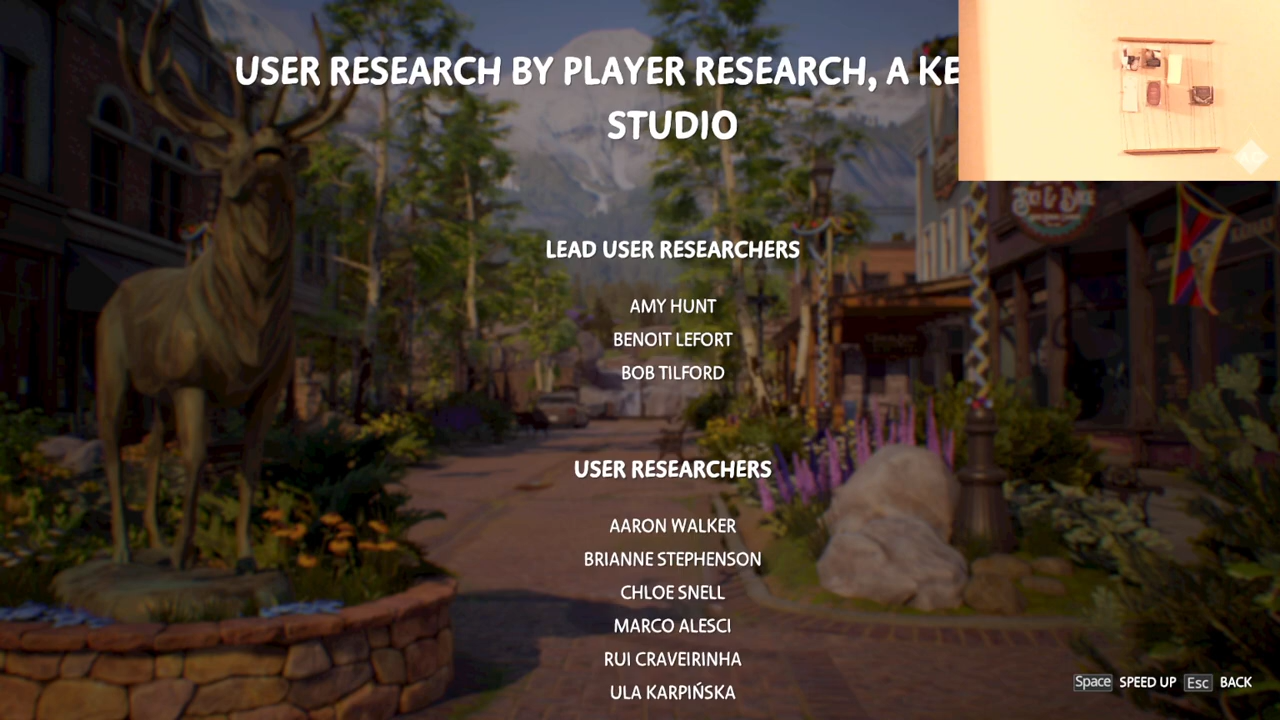 USER RESEARCH BY PLAYER RESEARCH, A KE
STUDIO
LEAD USER RESEARCHERS
AMY HUNT
BENOIT LEFORT
BOB TILFORD
USER RESEARCHERS
AARON WALKER
BRIANNE STEPHENSON
CHLOE SNELL
MARCO ALESCI
RUI CRAVEIRINHA
ULA KARPIŃSKA
Space SPEED UP Esc BACK